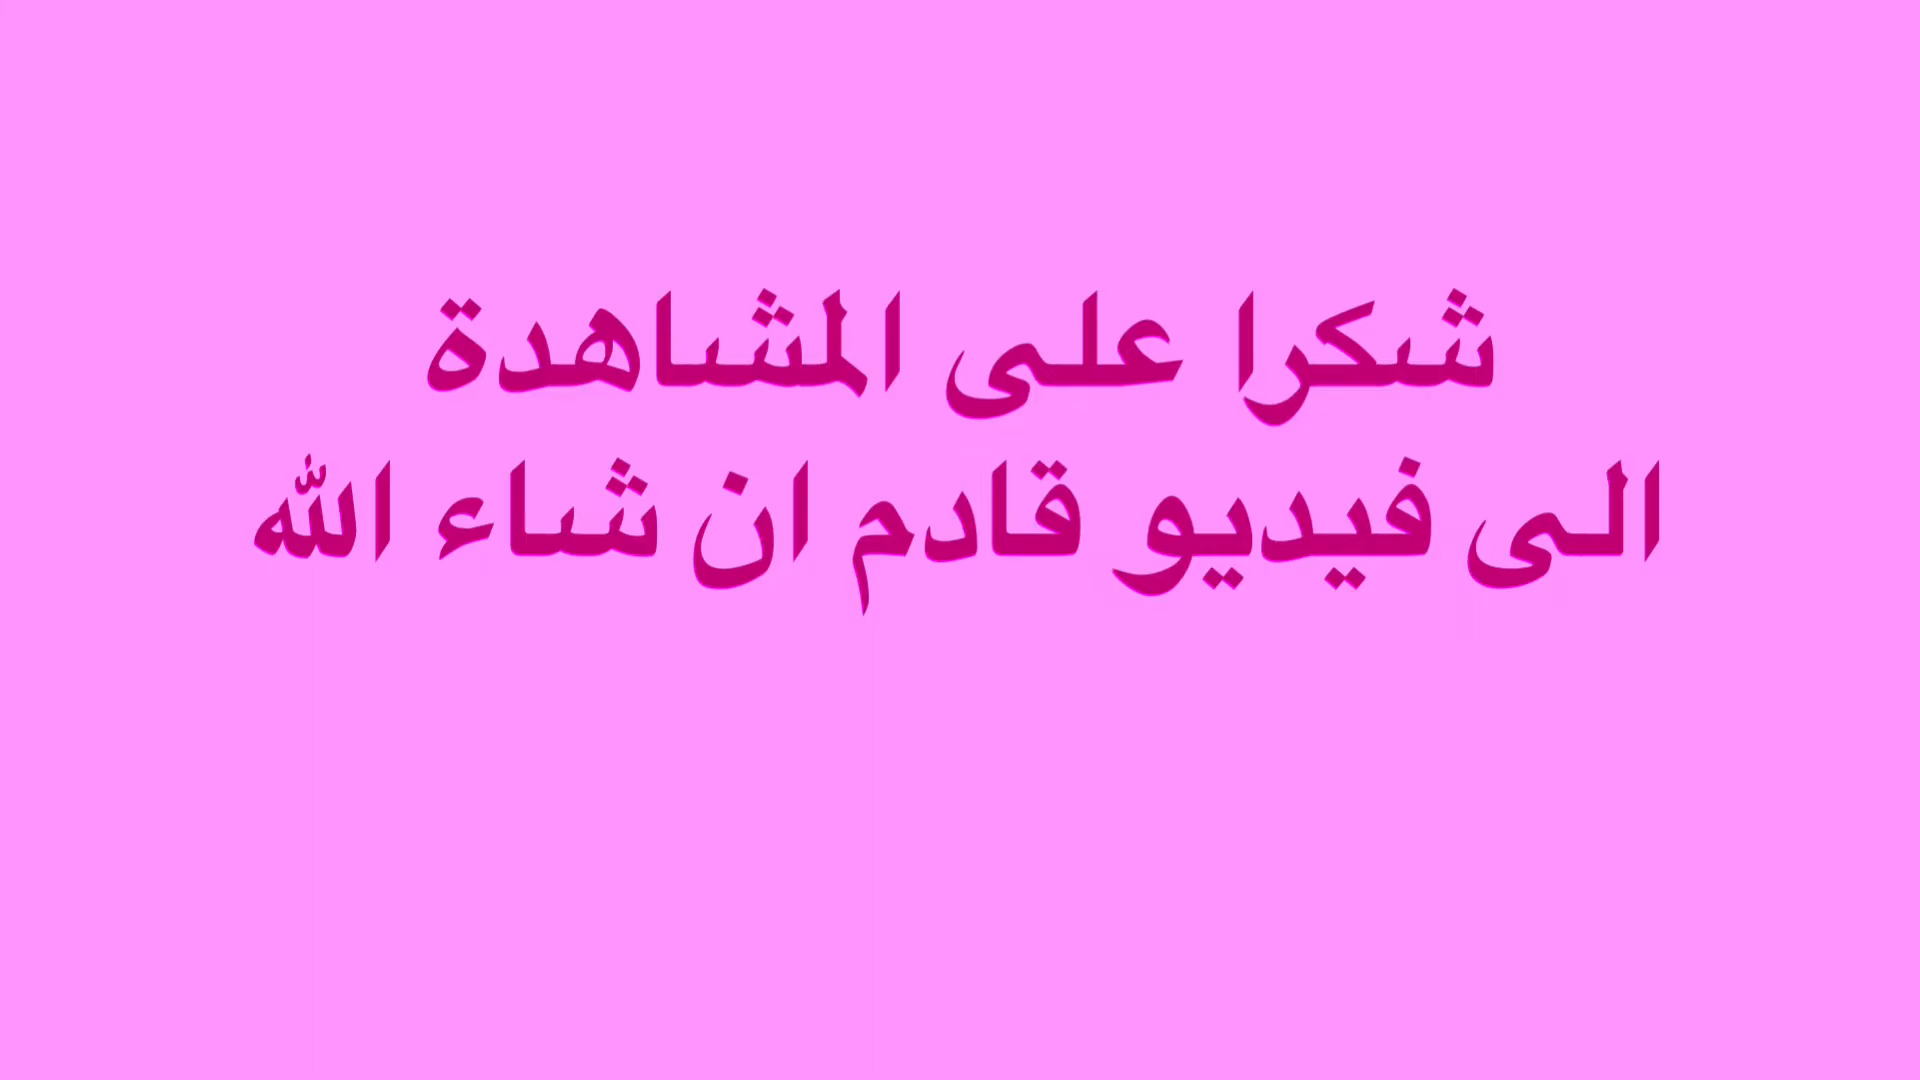 شكرا على المشاهدة
الى فيديو قادم ان شاء الله